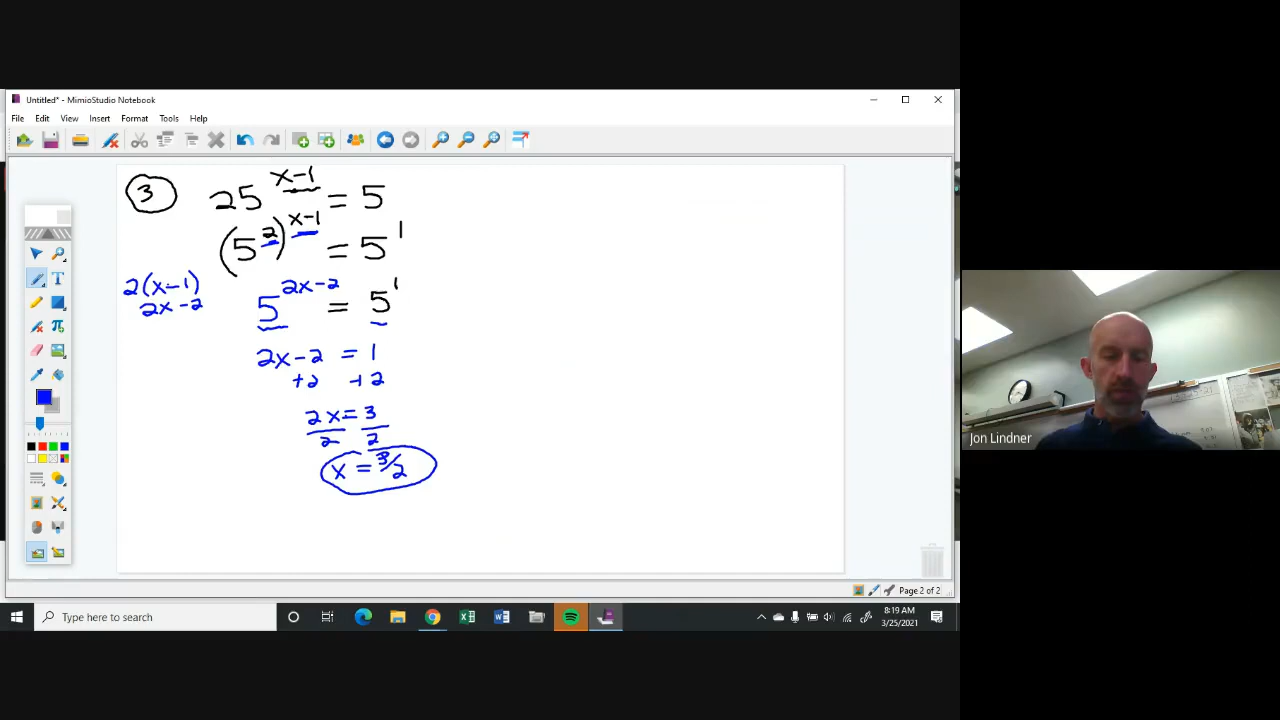 Untitled* - MimioStudio Notebook
File Edit View Insert Format Tools Help
3 25^(x-1) = 5
(5^2)^(x-1) = 5^1
2(x-1)
2x-2
5^(2x-2) = 5^1
2x-2 = 1
+2 +2
2x = 3
2 2
x = 3/2
T
π
Jon Lindner
Page 2 of 2
Type here to search
8:19 AM
3/25/2021